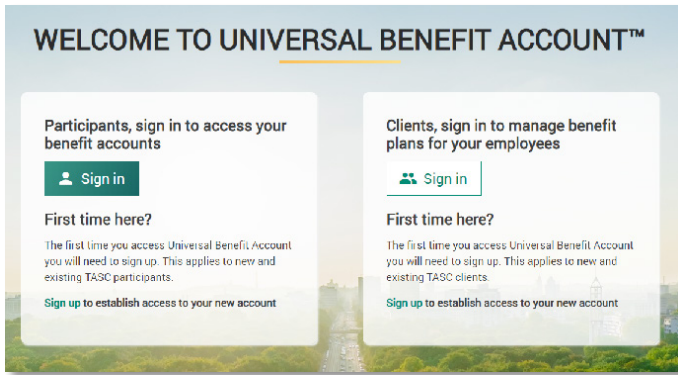 WELCOME TO UNIVERSAL BENEFIT ACCOUNT™
Participants, sign in to access your
benefit accounts
Sign in
First time here?
The first time you access Universal Benefit Account
you will need to sign up. This applies to new and
existing TASC participants.
Sign up to establish access to your new account
Clients, sign in to manage benefit
plans for your employees
Sign in
First time here?
The first time you access Universal Benefit Account
you will need to sign up. This applies to new and
existing TASC clients.
Sign up to establish access to your new account